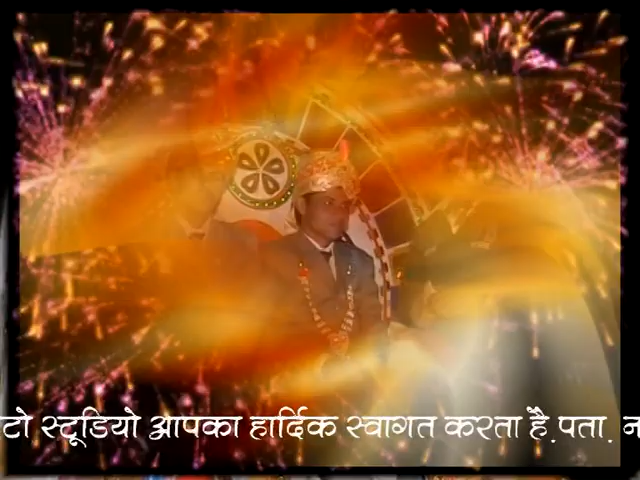 टो स्टूडियो आपका हार्दिक स्वागत करता है.पता. न